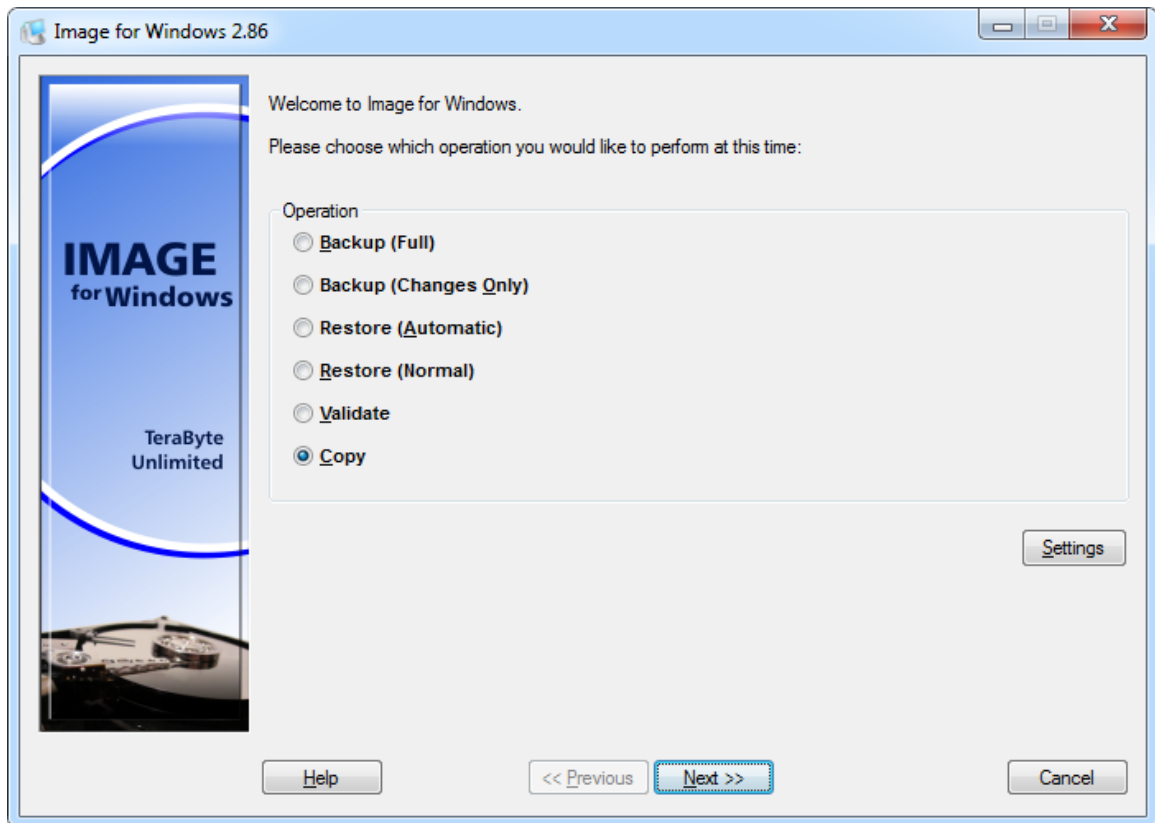 Image for Windows 2.86
IMAGE
for Windows
TeraByte
Unlimited
Welcome to Image for Windows.
Please choose which operation you would like to perform at this time:
Operation
Backup (Full)
Backup (Changes Only)
Restore (Automatic)
Restore (Normal)
Validate
Copy
Settings
Help
<< Previous
Next >>
Cancel